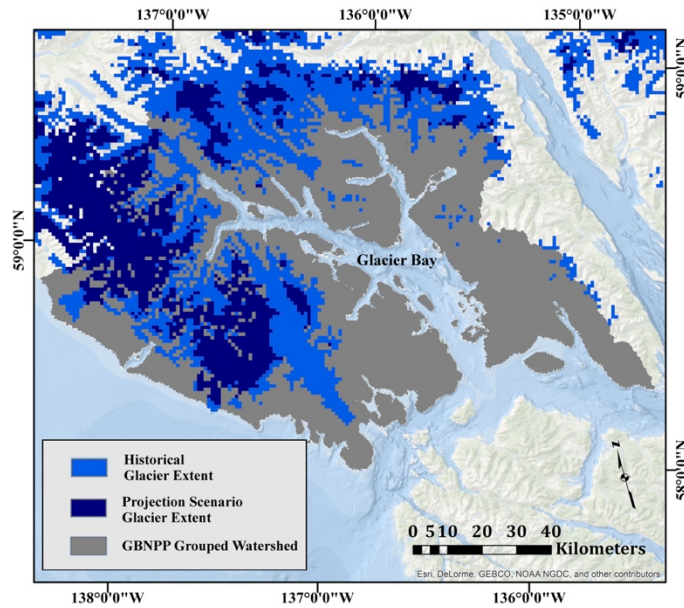 137°0'0"W 136°0'0"W 135°0'0"W
59°0'0"N
59°0'0"N
Glacier Bay
Historical
Glacier Extent
Projection Scenario
Glacier Extent
GBNPP Grouped Watershed
58°0'0"N
N
0 5 10 20 30 40
Kilometers
Esri, DeLorme, GEBCO, NOAA NGDC, and other contributors
138°0'0"W 137°0'0"W 136°0'0"W